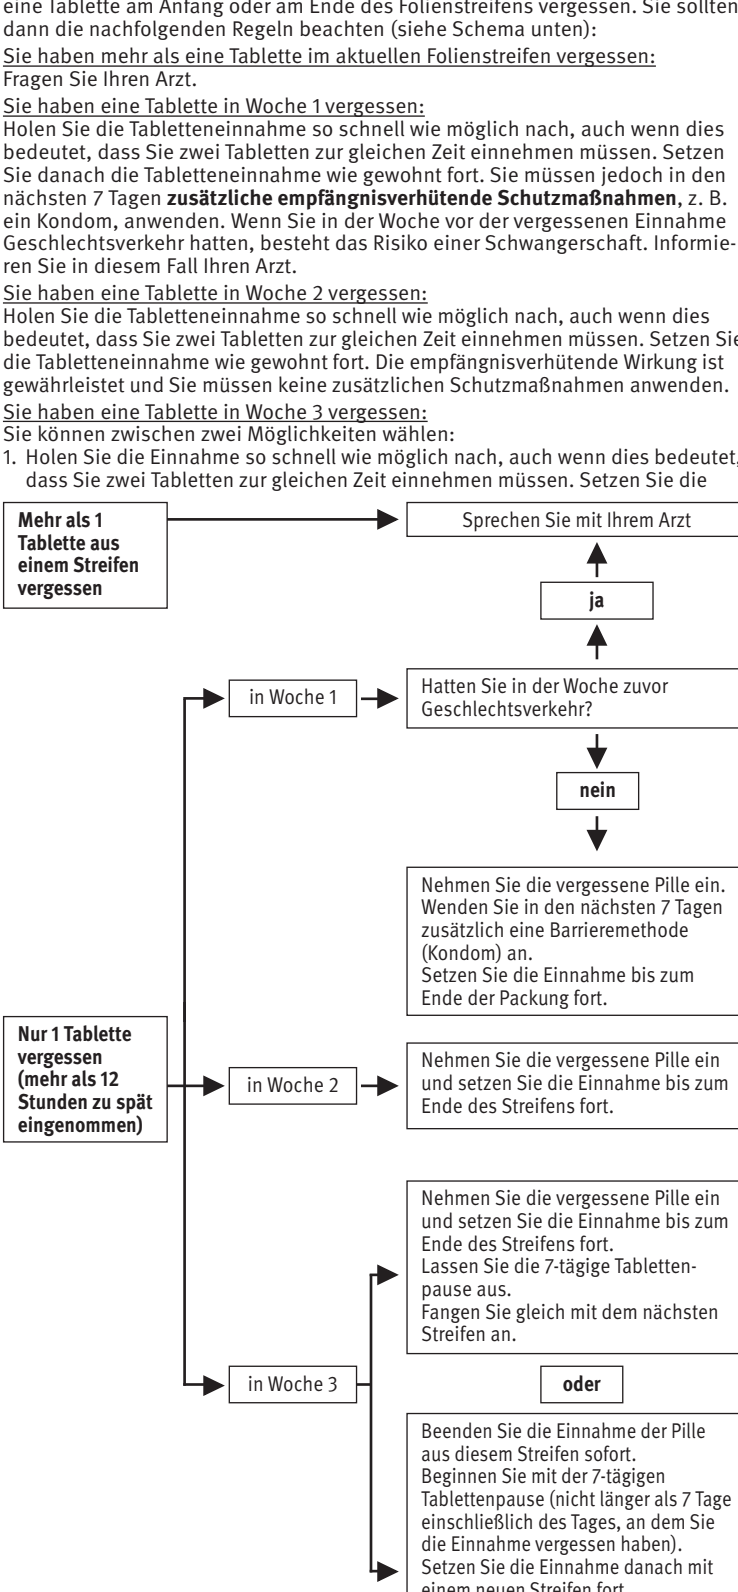 eine Tablette am Anfang oder am Ende des Folienstreifens vergessen. Sie sollten
dann die nachfolgenden Regeln beachten (siehe Schema unten):
Sie haben mehr als eine Tablette im aktuellen Folienstreifen vergessen:
Fragen Sie Ihren Arzt.
Sie haben eine Tablette in Woche 1 vergessen:
Holen Sie die Tabletteneinnahme so schnell wie möglich nach, auch wenn dies
bedeutet, dass Sie zwei Tabletten zur gleichen Zeit einnehmen müssen. Setzen
Sie danach die Tabletteneinnahme wie gewohnt fort. Sie müssen jedoch in den
nächsten 7 Tagen zusätzliche empfängnisverhütende Schutzmaßnahmen, z. B.
ein Kondom, anwenden. Wenn Sie in der Woche vor der vergessenen Einnahme
Geschlechtsverkehr hatten, besteht das Risiko einer Schwangerschaft. Informie-
ren Sie in diesem Fall Ihren Arzt.
Sie haben eine Tablette in Woche 2 vergessen:
Holen Sie die Tabletteneinnahme so schnell wie möglich nach, auch wenn dies
bedeutet, dass Sie zwei Tabletten zur gleichen Zeit einnehmen müssen. Setzen Sie
die Tabletteneinnahme wie gewohnt fort. Die empfängnisverhütende Wirkung ist
gewährleistet und Sie müssen keine zusätzlichen Schutzmaßnahmen anwenden.
Sie haben eine Tablette in Woche 3 vergessen:
Sie können zwischen zwei Möglichkeiten wählen:
1. Holen Sie die Einnahme so schnell wie möglich nach, auch wenn dies bedeutet,
dass Sie zwei Tabletten zur gleichen Zeit einnehmen müssen. Setzen Sie die
Mehr als 1
Tablette aus
einem Streifen
vergessen
Sprechen Sie mit Ihrem Arzt
ja
in Woche 1
Hatten Sie in der Woche zuvor
Geschlechtsverkehr?
nein
Nehmen Sie die vergessene Pille ein.
Wenden Sie in den nächsten 7 Tagen
zusätzlich eine Barrieremethode
(Kondom) an.
Setzen Sie die Einnahme bis zum
Ende der Packung fort.
Nur 1 Tablette
vergessen
(mehr als 12
Stunden zu spät
eingenommen)
in Woche 2
Nehmen Sie die vergessene Pille ein
und setzen Sie die Einnahme bis zum
Ende des Streifens fort.
Nehmen Sie die vergessene Pille ein
und setzen Sie die Einnahme bis zum
Ende des Streifens fort.
Lassen Sie die 7-tägige Tabletten-
pause aus.
Fangen Sie gleich mit dem nächsten
Streifen an.
in Woche 3
oder
Beenden Sie die Einnahme der Pille
aus diesem Streifen sofort.
Beginnen Sie mit der 7-tägigen
Tablettenpause (nicht länger als 7 Tage
einschließlich des Tages, an dem Sie
die Einnahme vergessen haben).
Setzen Sie die Einnahme danach mit
einem neuen Streifen fort.